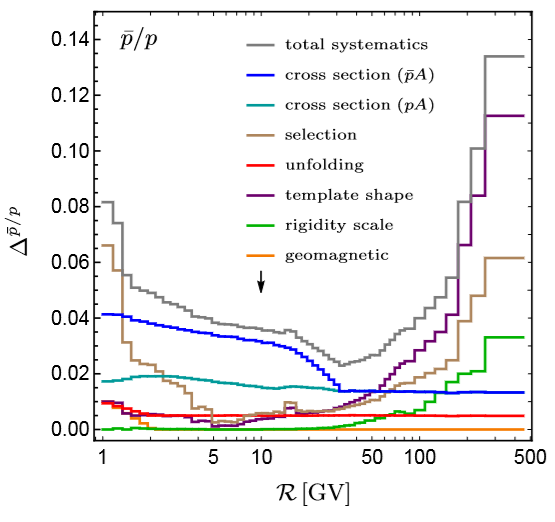 p̄/p
total systematics
cross section (p̄A)
cross section (pA)
selection
unfolding
template shape
rigidity scale
geomagnetic
0.14
0.12
0.10
0.08
0.06
0.04
0.02
0.00
Δ^p̄/p
1 5 10 50 100 500
ℛ [GV]